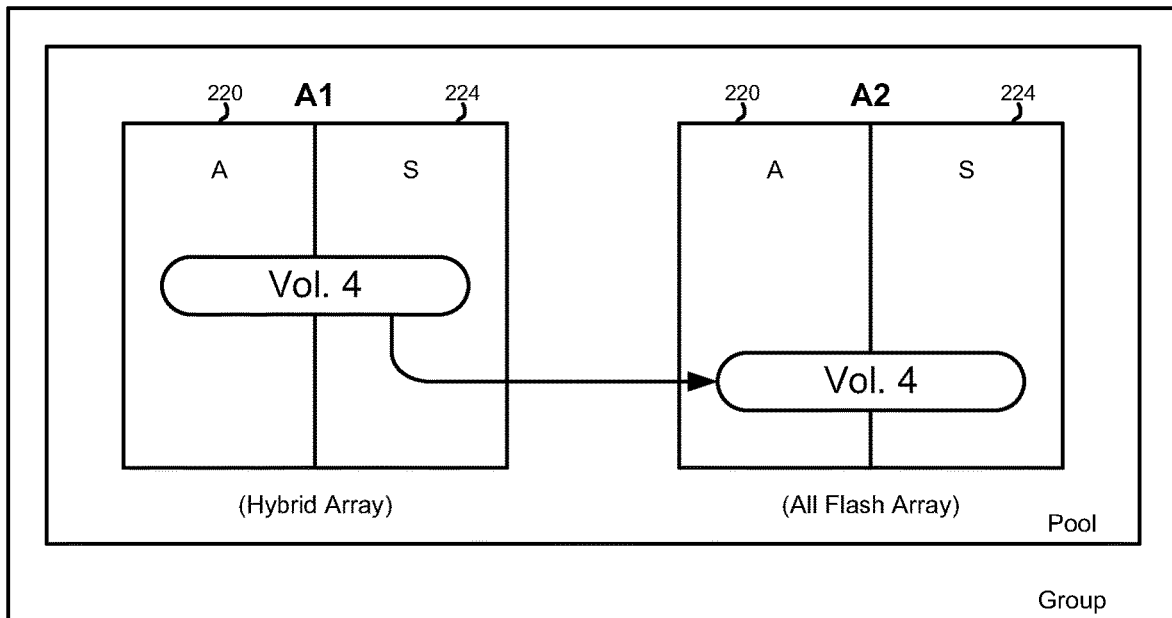 220 A1 224
220 A2 224
A S
A S
Vol. 4
Vol. 4
(Hybrid Array)
(All Flash Array)
Pool
Group